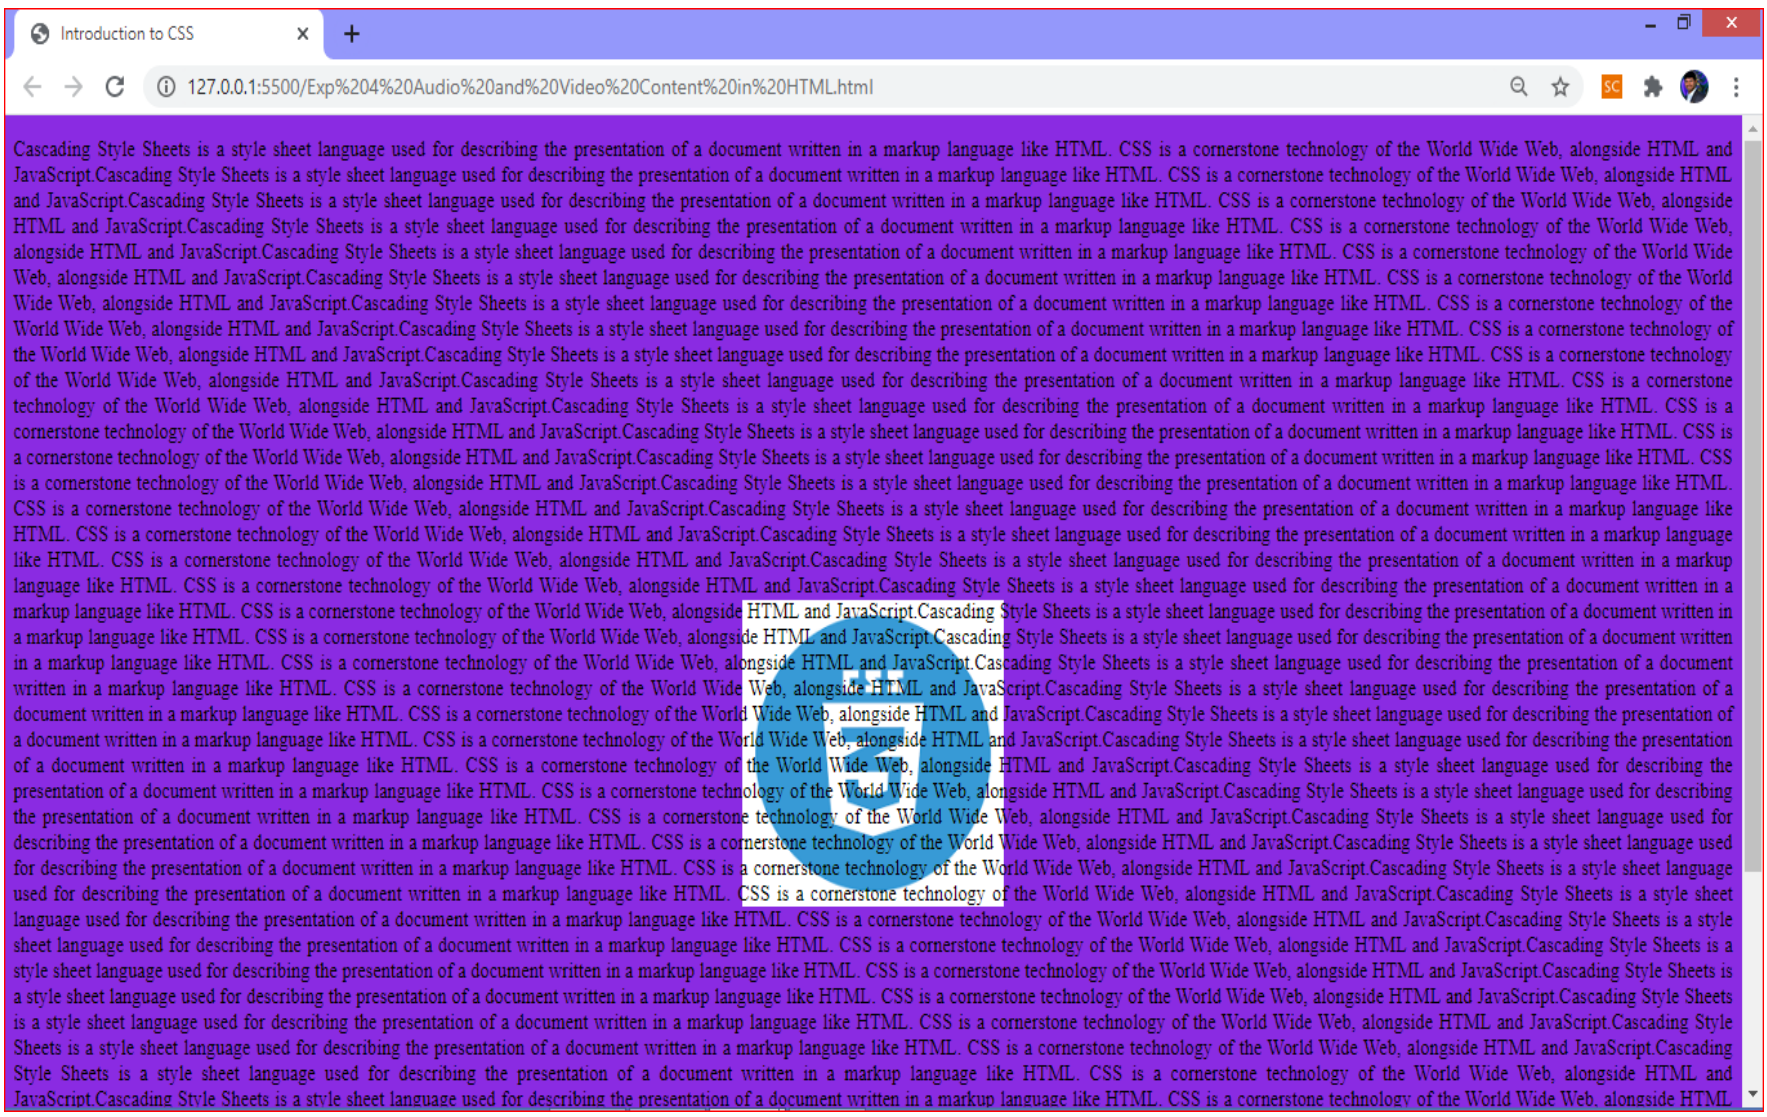 Introduction to CSS
127.0.0.1:5500/Exp%204%20Audio%20and%20Video%20Content%20in%20HTML.html
SC
Cascading Style Sheets is a style sheet language used for describing the presentation of a document written in a markup language like HTML. CSS is a cornerstone technology of the World Wide Web, alongside HTML and
JavaScript.Cascading Style Sheets is a style sheet language used for describing the presentation of a document written in a markup language like HTML. CSS is a cornerstone technology of the World Wide Web, alongside HTML
and JavaScript.Cascading Style Sheets is a style sheet language used for describing the presentation of a document written in a markup language like HTML. CSS is a cornerstone technology of the World Wide Web, alongside
HTML and JavaScript.Cascading Style Sheets is a style sheet language used for describing the presentation of a document written in a markup language like HTML. CSS is a cornerstone technology of the World Wide Web,
alongside HTML and JavaScript.Cascading Style Sheets is a style sheet language used for describing the presentation of a document written in a markup language like HTML. CSS is a cornerstone technology of the World Wide
Web, alongside HTML and JavaScript.Cascading Style Sheets is a style sheet language used for describing the presentation of a document written in a markup language like HTML. CSS is a cornerstone technology of the World
Wide Web, alongside HTML and JavaScript.Cascading Style Sheets is a style sheet language used for describing the presentation of a document written in a markup language like HTML. CSS is a cornerstone technology of the
World Wide Web, alongside HTML and JavaScript.Cascading Style Sheets is a style sheet language used for describing the presentation of a document written in a markup language like HTML. CSS is a cornerstone technology of
the World Wide Web, alongside HTML and JavaScript.Cascading Style Sheets is a style sheet language used for describing the presentation of a document written in a markup language like HTML. CSS is a cornerstone technology
of the World Wide Web, alongside HTML and JavaScript.Cascading Style Sheets is a style sheet language used for describing the presentation of a document written in a markup language like HTML. CSS is a cornerstone
technology of the World Wide Web, alongside HTML and JavaScript.Cascading Style Sheets is a style sheet language used for describing the presentation of a document written in a markup language like HTML. CSS is a
cornerstone technology of the World Wide Web, alongside HTML and JavaScript.Cascading Style Sheets is a style sheet language used for describing the presentation of a document written in a markup language like HTML. CSS is
a cornerstone technology of the World Wide Web, alongside HTML and JavaScript.Cascading Style Sheets is a style sheet language used for describing the presentation of a document written in a markup language like HTML. CSS
is a cornerstone technology of the World Wide Web, alongside HTML and JavaScript.Cascading Style Sheets is a style sheet language used for describing the presentation of a document written in a markup language like HTML.
CSS is a cornerstone technology of the World Wide Web, alongside HTML and JavaScript.Cascading Style Sheets is a style sheet language used for describing the presentation of a document written in a markup language like
HTML. CSS is a cornerstone technology of the World Wide Web, alongside HTML and JavaScript.Cascading Style Sheets is a style sheet language used for describing the presentation of a document written in a markup language
like HTML. CSS is a cornerstone technology of the World Wide Web, alongside HTML and JavaScript.Cascading Style Sheets is a style sheet language used for describing the presentation of a document written in a markup
language like HTML. CSS is a cornerstone technology of the World Wide Web, alongside HTML and JavaScript.Cascading Style Sheets is a style sheet language used for describing the presentation of a document written in a
markup language like HTML. CSS is a cornerstone technology of the World Wide Web, alongside HTML and JavaScript.Cascading Style Sheets is a style sheet language used for describing the presentation of a document written in
a markup language like HTML. CSS is a cornerstone technology of the World Wide Web, alongside HTML and JavaScript.Cascading Style Sheets is a style sheet language used for describing the presentation of a document written
in a markup language like HTML. CSS is a cornerstone technology of the World Wide Web, alongside HTML and JavaScript.Cascading Style Sheets is a style sheet language used for describing the presentation of a document
written in a markup language like HTML. CSS is a cornerstone technology of the World Wide Web, alongside HTML and JavaScript.Cascading Style Sheets is a style sheet language used for describing the presentation of a
document written in a markup language like HTML. CSS is a cornerstone technology of the World Wide Web, alongside HTML and JavaScript.Cascading Style Sheets is a style sheet language used for describing the presentation of
a document written in a markup language like HTML. CSS is a cornerstone technology of the World Wide Web, alongside HTML and JavaScript.Cascading Style Sheets is a style sheet language used for describing the presentation
of a document written in a markup language like HTML. CSS is a cornerstone technology of the World Wide Web, alongside HTML and JavaScript.Cascading Style Sheets is a style sheet language used for describing the
presentation of a document written in a markup language like HTML. CSS is a cornerstone technology of the World Wide Web, alongside HTML and JavaScript.Cascading Style Sheets is a style sheet language used for describing
the presentation of a document written in a markup language like HTML. CSS is a cornerstone technology of the World Wide Web, alongside HTML and JavaScript.Cascading Style Sheets is a style sheet language used for
describing the presentation of a document written in a markup language like HTML. CSS is a cornerstone technology of the World Wide Web, alongside HTML and JavaScript.Cascading Style Sheets is a style sheet language used
for describing the presentation of a document written in a markup language like HTML. CSS is a cornerstone technology of the World Wide Web, alongside HTML and JavaScript.Cascading Style Sheets is a style sheet language
used for describing the presentation of a document written in a markup language like HTML. CSS is a cornerstone technology of the World Wide Web, alongside HTML and JavaScript.Cascading Style Sheets is a style sheet
language used for describing the presentation of a document written in a markup language like HTML. CSS is a cornerstone technology of the World Wide Web, alongside HTML and JavaScript.Cascading Style Sheets is a style
sheet language used for describing the presentation of a document written in a markup language like HTML. CSS is a cornerstone technology of the World Wide Web, alongside HTML and JavaScript.Cascading Style Sheets is a
style sheet language used for describing the presentation of a document written in a markup language like HTML. CSS is a cornerstone technology of the World Wide Web, alongside HTML and JavaScript.Cascading Style Sheets is
a style sheet language used for describing the presentation of a document written in a markup language like HTML. CSS is a cornerstone technology of the World Wide Web, alongside HTML and JavaScript.Cascading Style Sheets
is a style sheet language used for describing the presentation of a document written in a markup language like HTML. CSS is a cornerstone technology of the World Wide Web, alongside HTML and JavaScript.Cascading Style
Sheets is a style sheet language used for describing the presentation of a document written in a markup language like HTML. CSS is a cornerstone technology of the World Wide Web, alongside HTML and JavaScript.Cascading
Style Sheets is a style sheet language used for describing the presentation of a document written in a markup language like HTML. CSS is a cornerstone technology of the World Wide Web, alongside HTML and
JavaScript.Cascading Style Sheets is a style sheet language used for describing the presentation of a document written in a markup language like HTML. CSS is a cornerstone technology of the World Wide Web, alongside HTML